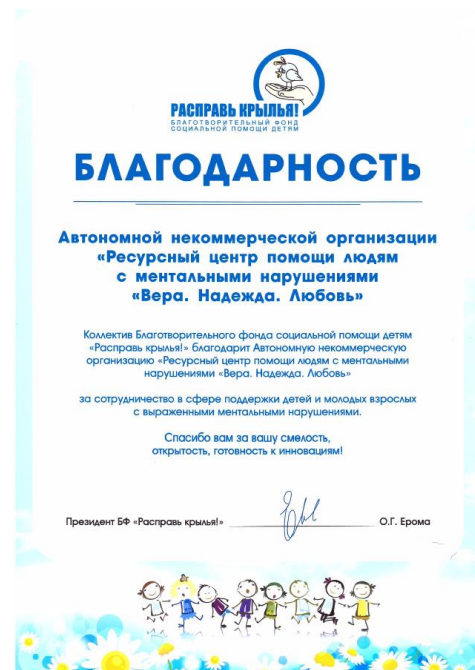 РАСПРАВЬ КРЫЛЬЯ!
БЛАГОТВОРИТЕЛЬНЫЙ ФОНД
СОЦИАЛЬНОЙ ПОМОЩИ ДЕТЯМ
БЛАГОДАРНОСТЬ
Автономной некоммерческой организации
«Ресурсный центр помощи людям
с ментальными нарушениями
«Вера. Надежда. Любовь»
Коллектив Благотворительного фонда социальной помощи детям
«Расправь крылья!» благодарит Автономную некоммерческую
организацию «Ресурсный центр помощи людям с ментальными
нарушениями «Вера. Надежда. Любовь»
за сотрудничество в сфере поддержки детей и молодых взрослых
с выраженными ментальными нарушениями.
Спасибо вам за вашу смелость,
открытость, готовность к инновациям!
Президент БФ «Расправь крылья!» О.Г. Ерома